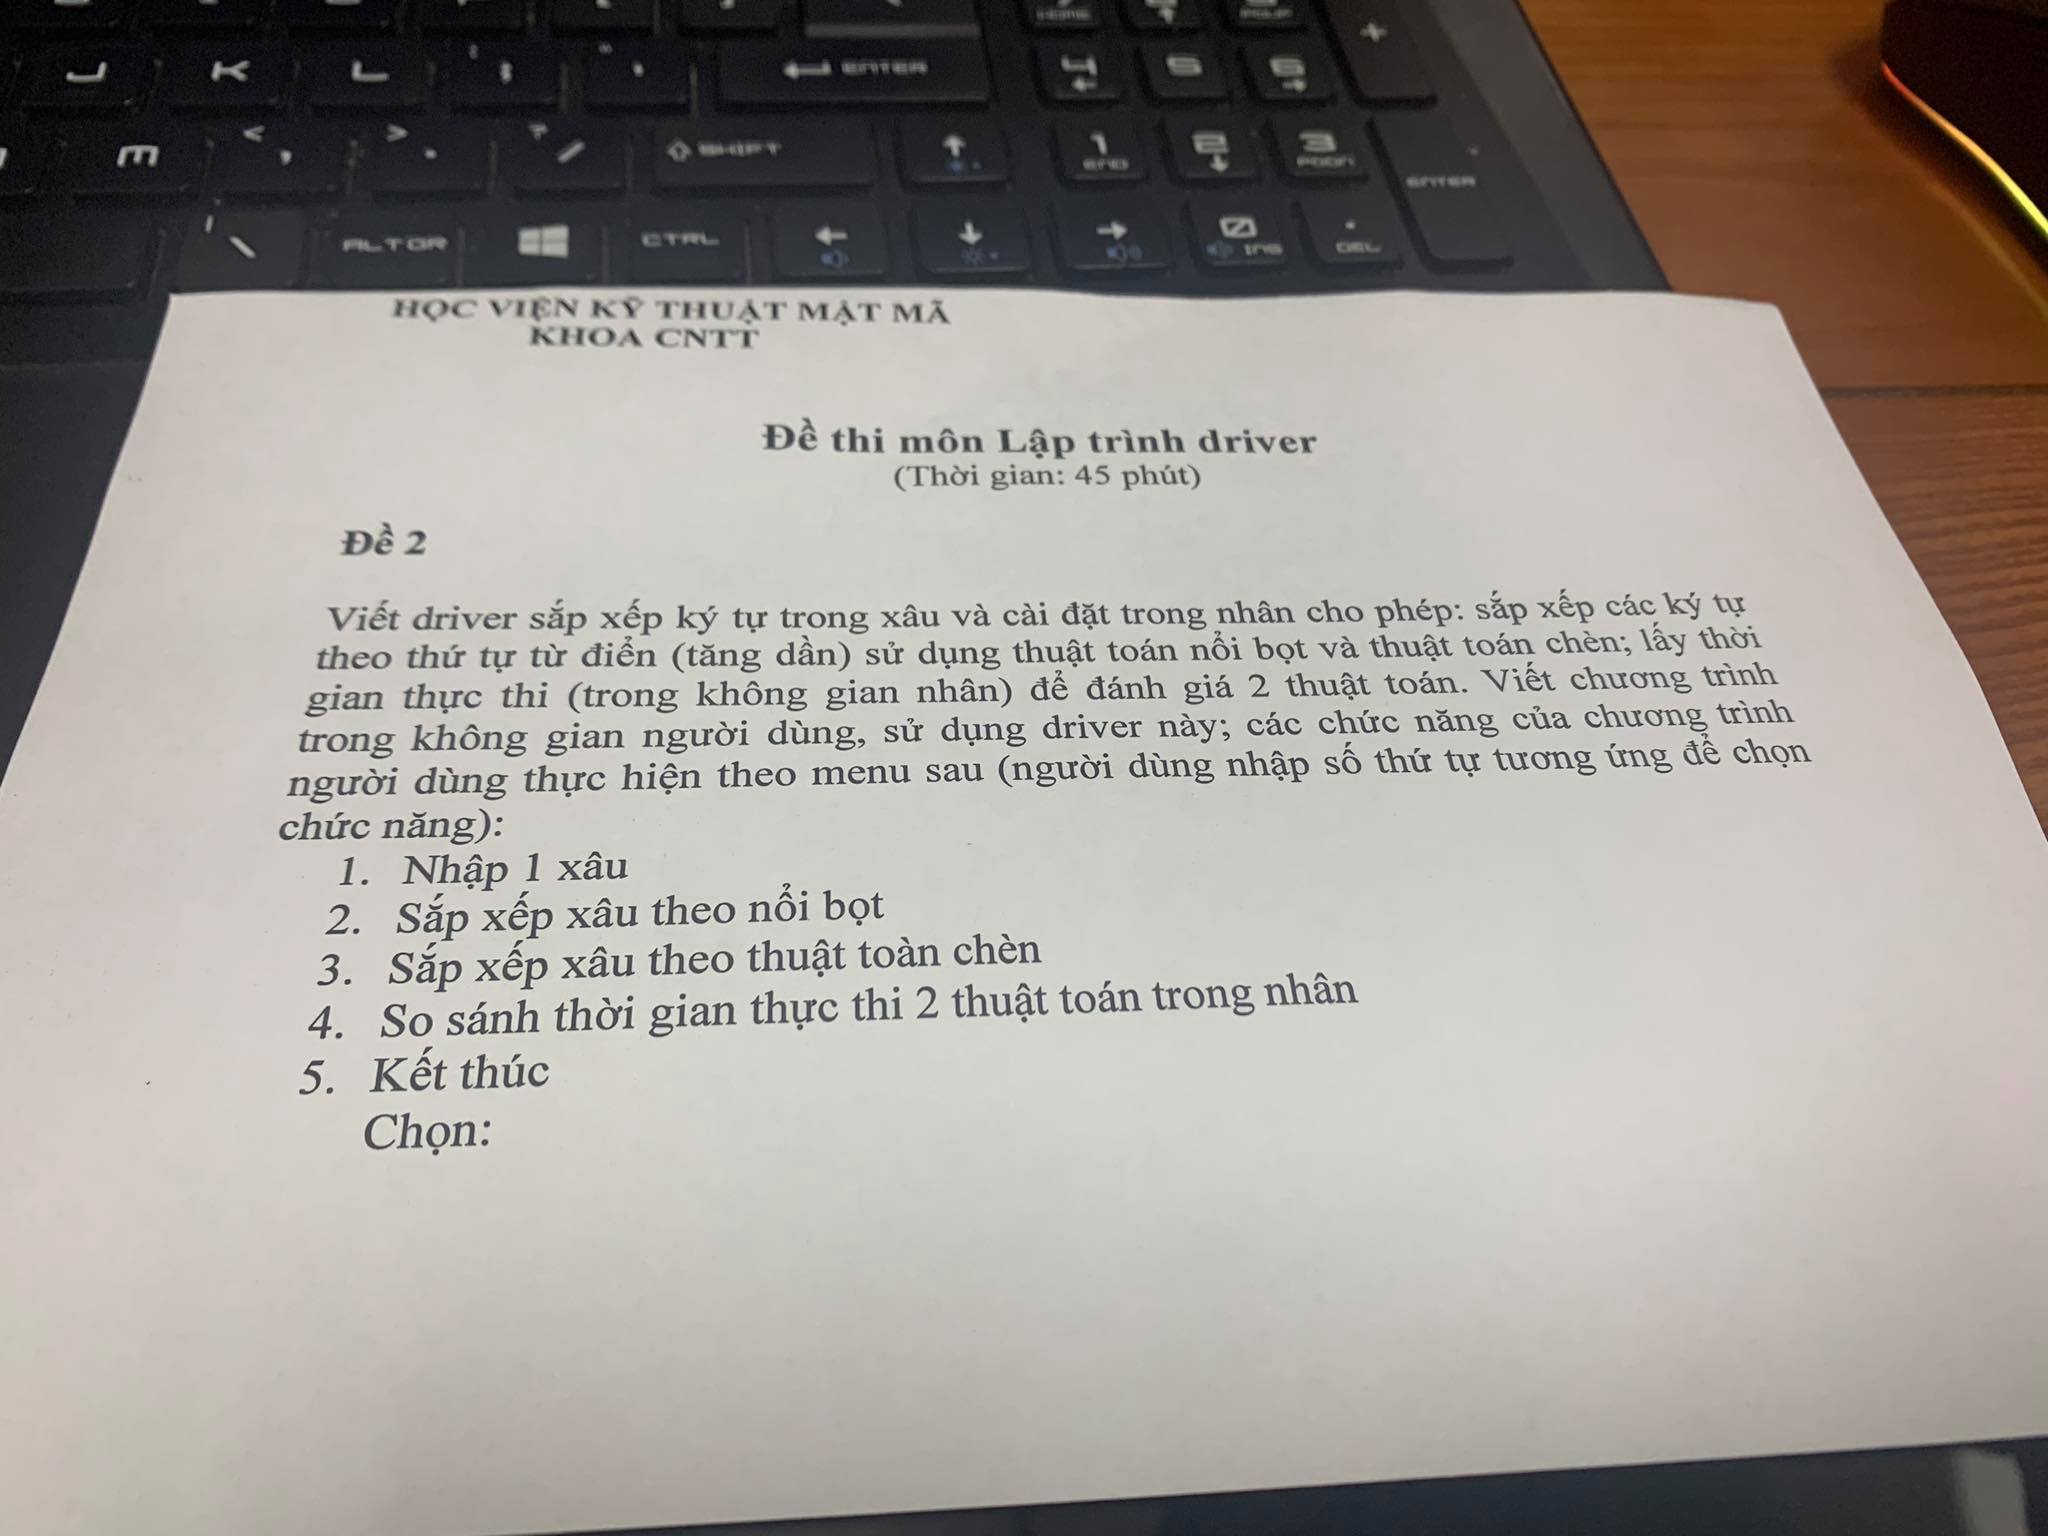 J K L : ; " ' ENTER 4 5 6 +
M < , > . ? / SHIFT 1 END 2 3 PGDN ENTER
| \ ALT GR CTRL 0 INS . DEL
HỌC VIỆN KỸ THUẬT MẬT MÃ
KHOA CNTT
Đề thi môn Lập trình driver
(Thời gian: 45 phút)
Đề 2
Viết driver sắp xếp ký tự trong xâu và cài đặt trong nhân cho phép: sắp xếp các ký tự
theo thứ tự từ điển (tăng dần) sử dụng thuật toán nổi bọt và thuật toán chèn; lấy thời
gian thực thi (trong không gian nhân) để đánh giá 2 thuật toán. Viết chương trình
trong không gian người dùng, sử dụng driver này; các chức năng của chương trình
người dùng thực hiện theo menu sau (người dùng nhập số thứ tự tương ứng để chọn
chức năng):
1. Nhập 1 xâu
2. Sắp xếp xâu theo nổi bọt
3. Sắp xếp xâu theo thuật toàn chèn
4. So sánh thời gian thực thi 2 thuật toán trong nhân
5. Kết thúc
Chọn: